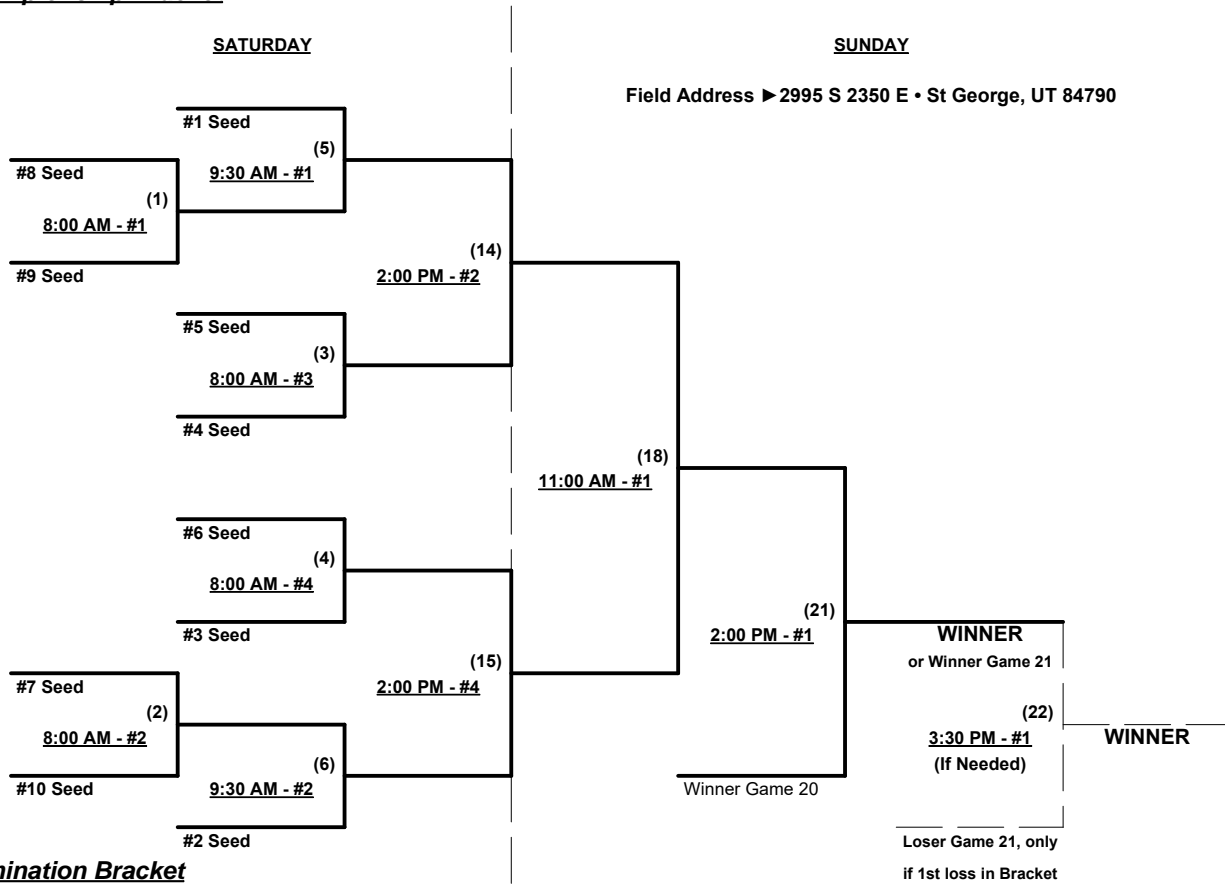 SATURDAY
SUNDAY
Field Address ►2995 S 2350 E • St George, UT 84790
#1 Seed
(5)
9:30 AM - #1
#8 Seed
(1)
8:00 AM - #1
#9 Seed
(14)
2:00 PM - #2
#5 Seed
(3)
8:00 AM - #3
#4 Seed
(18)
11:00 AM - #1
#6 Seed
(4)
8:00 AM - #4
#3 Seed
(15)
2:00 PM - #4
#7 Seed
(2)
8:00 AM - #2
#10 Seed
(6)
9:30 AM - #2
#2 Seed
(21)
2:00 PM - #1
Winner Game 20
WINNER
or Winner Game 21
(22)
3:30 PM - #1
(If Needed)
WINNER
Loser Game 21, only
if 1st loss in Bracket
Bracket